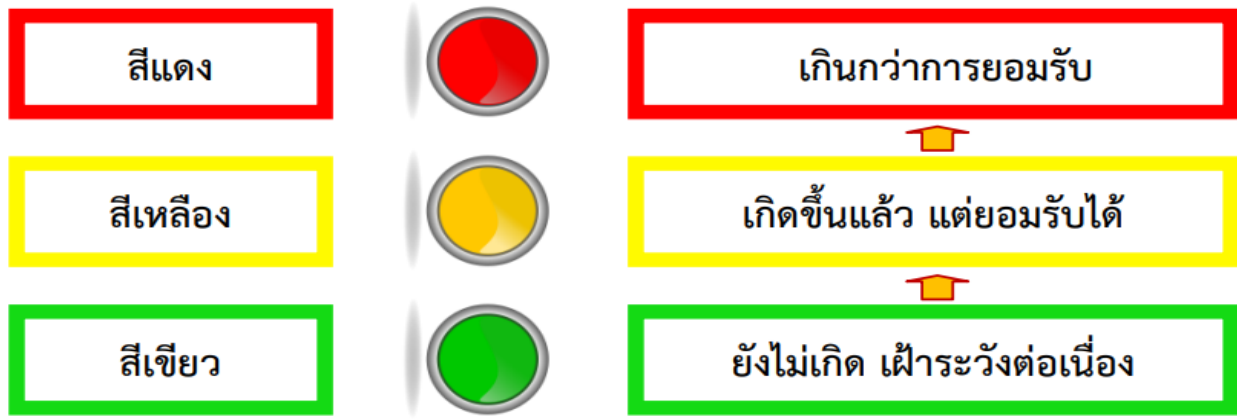 สีแดง
เกินกว่าการยอมรับ
สีเหลือง
เกิดขึ้นแล้ว แต่ยอมรับได้
สีเขียว
ยังไม่เกิด เฝ้าระวังต่อเนื่อง